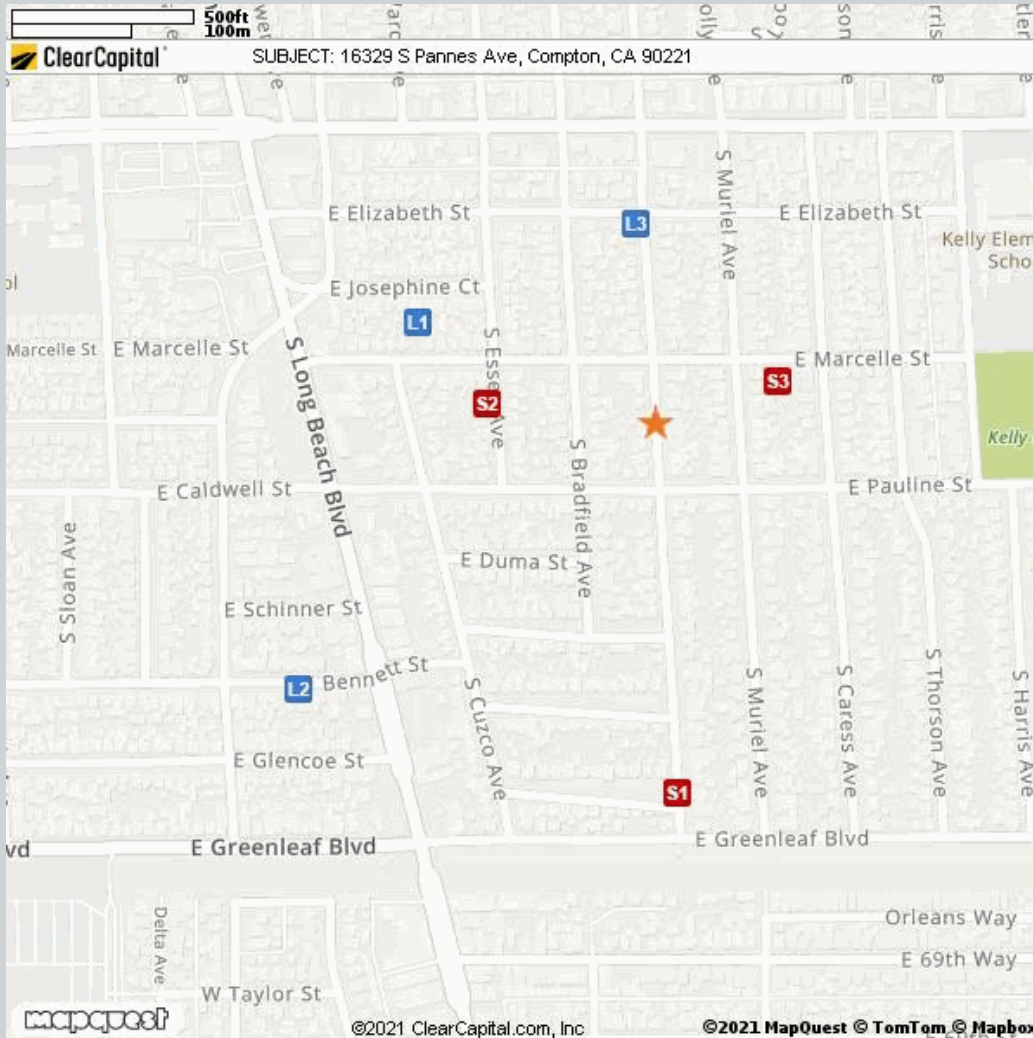 500ft
100m
ClearCapital
SUBJECT: 16329 S Pannes Ave, Compton, CA 90221
S Muriel Ave
E Elizabeth St
L3
E Elizabeth St
Kelly Elem
Scho
E Josephine Ct
L1
Marcelle St
E Marcelle St
S Long Beach Blvd
S Esse Ave
E Marcelle St
S3
S2
S Bradfield Ave
Kelly
E Caldwell St
E Pauline St
S Sloan Ave
E Duma St
E Schinner St
L2
Bennett St
S Cuzco Ave
S Muriel Ave
S Caress Ave
S Thorson Ave
S Harris Ave
E Glencoe St
S1
vd
E Greenleaf Blvd
E Greenleaf Blvd
Delta Ave
Orleans Way
E 69th Way
W Taylor St
mapquest
©2021 ClearCapital.com, Inc
©2021 MapQuest © TomTom © Mapbox